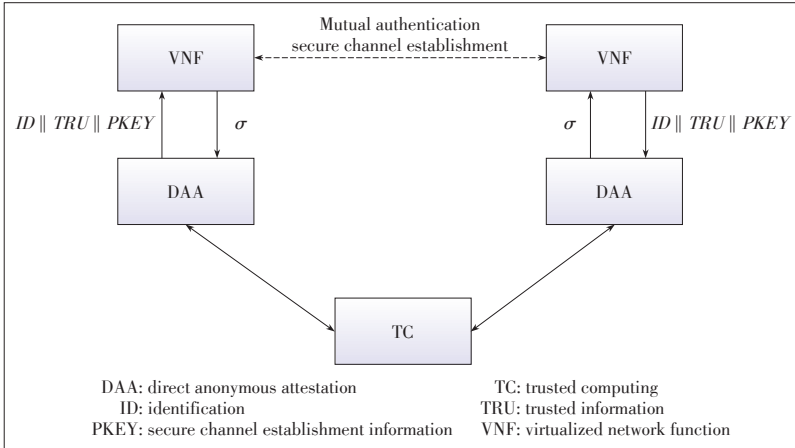 Mutual authentication
secure channel establishment
VNF
VNF
ID || TRU || PKEY
σ
σ
ID || TRU || PKEY
DAA
DAA
TC
DAA: direct anonymous attestation
ID: identification
PKEY: secure channel establishment information
TC: trusted computing
TRU: trusted information
VNF: virtualized network function